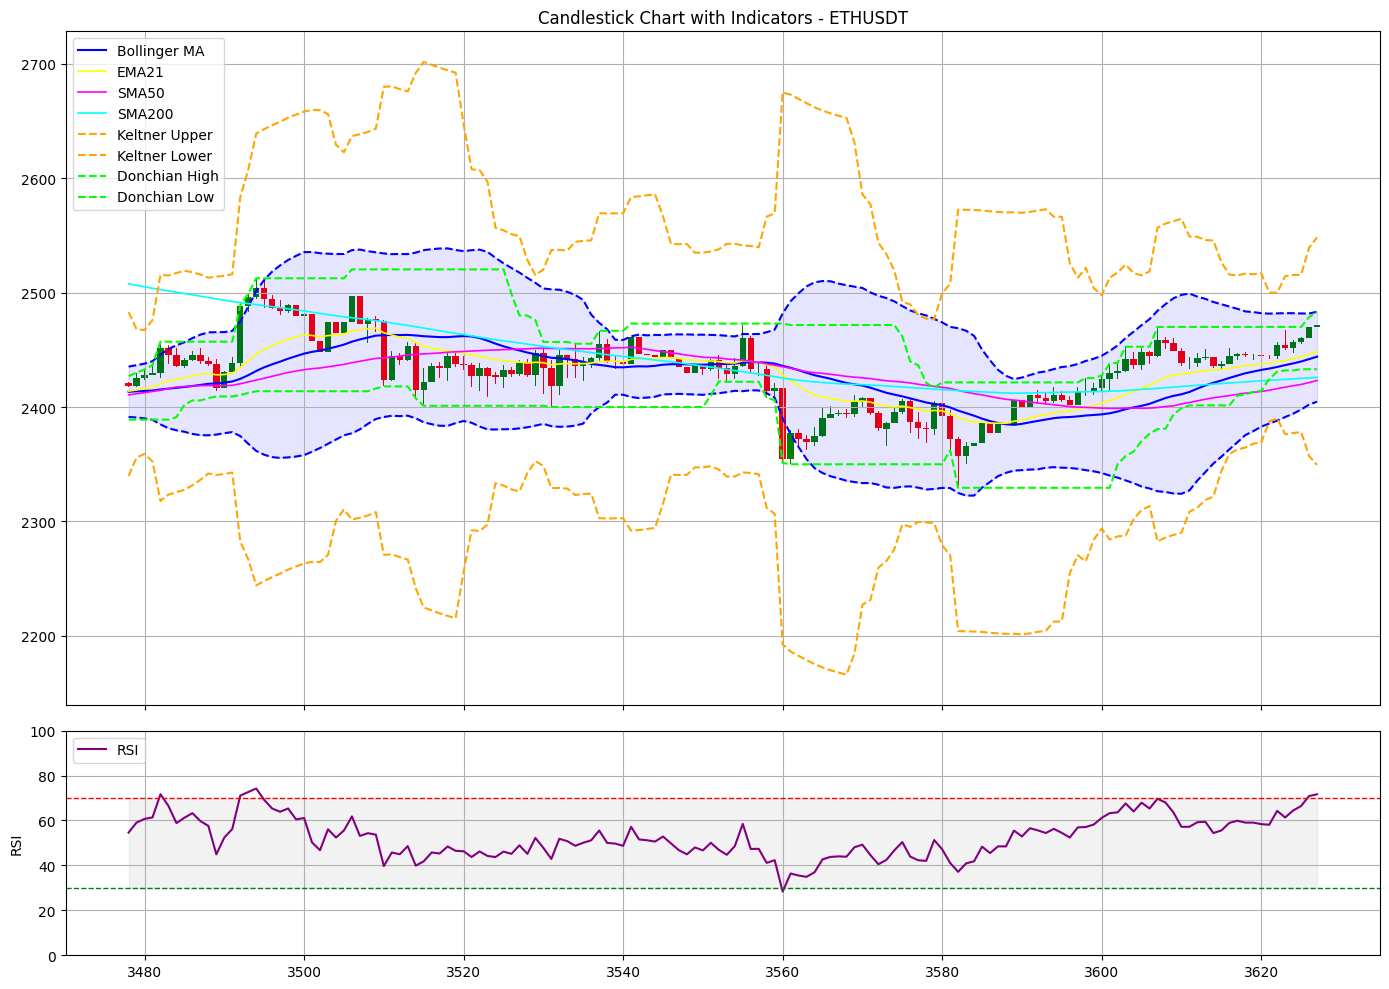 Candlestick Chart with Indicators - ETHUSDT
Bollinger MA
EMA21
SMA50
SMA200
Keltner Upper
Keltner Lower
Donchian High
Donchian Low
2700
2600
2500
2400
2300
2200
RSI
100
80
60
40
20
0
RSI
3480 3500 3520 3540 3560 3580 3600 3620